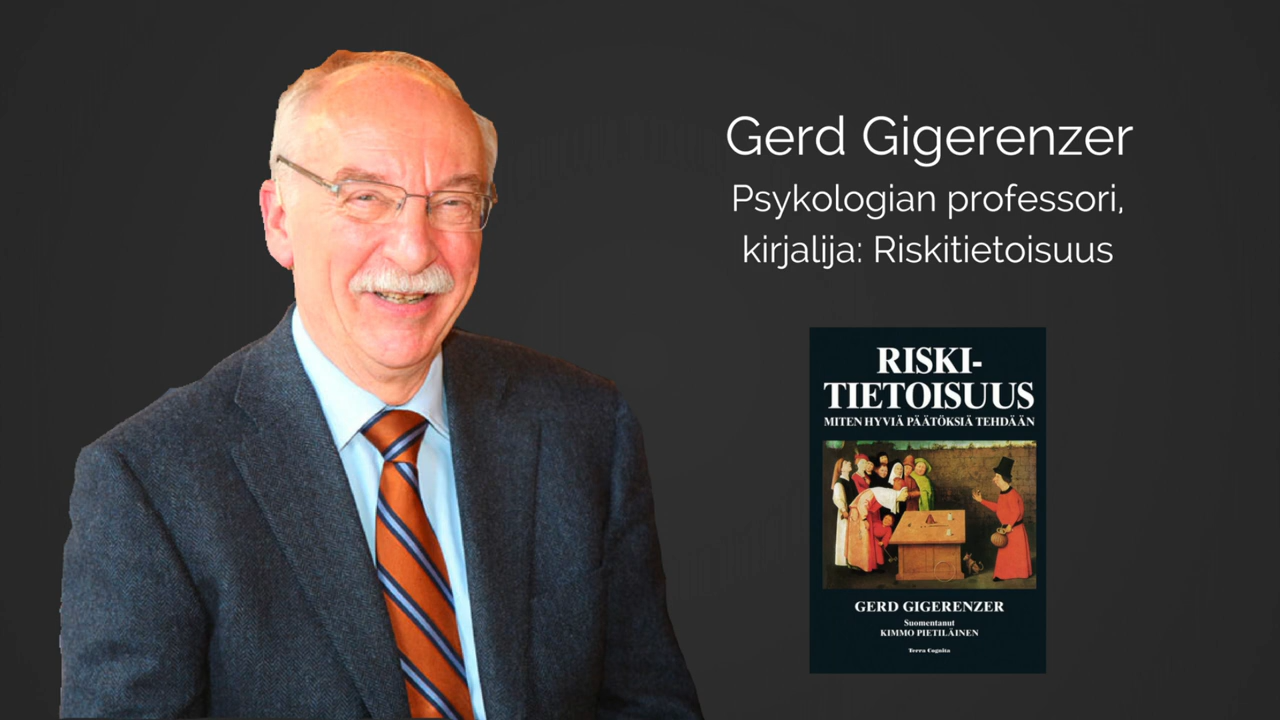 Gerd Gigerenzer
Psykologian professori,
kirjalija: Riskitietoisuus
RISKI-
TIETOISUUS
MITEN HYVIÄ PÄÄTÖKSIÄ TEHDÄÄN
GERD GIGERENZER
Suomentanut
KIMMO PIETILÄINEN
Terra Cognita